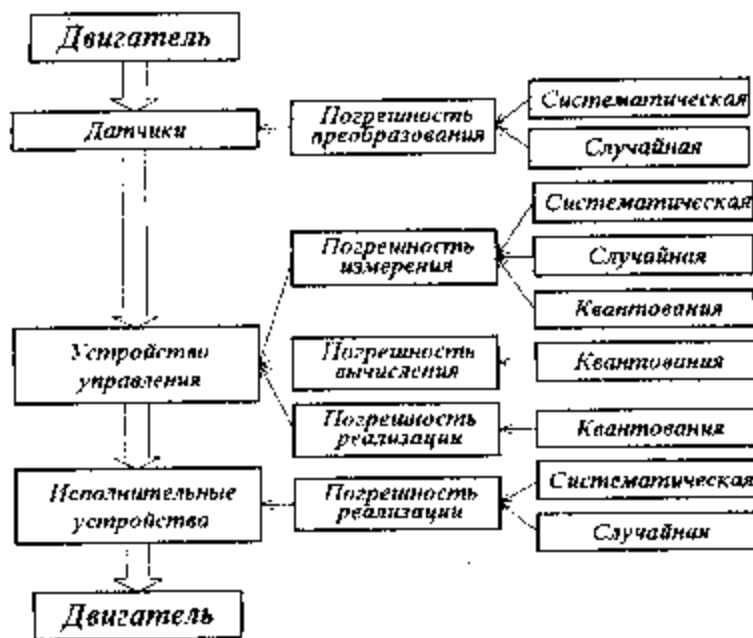 Двигатель
Датчики
Погрешность
преобразования
Систематическая
Случайная
Погрешность
измерения
Систематическая
Случайная
Квантования
Устройство
управления
Погрешность
вычисления
Квантования
Погрешность
реализации
Квантования
Исполнительные
устройства
Погрешность
реализации
Систематическая
Случайная
Двигатель